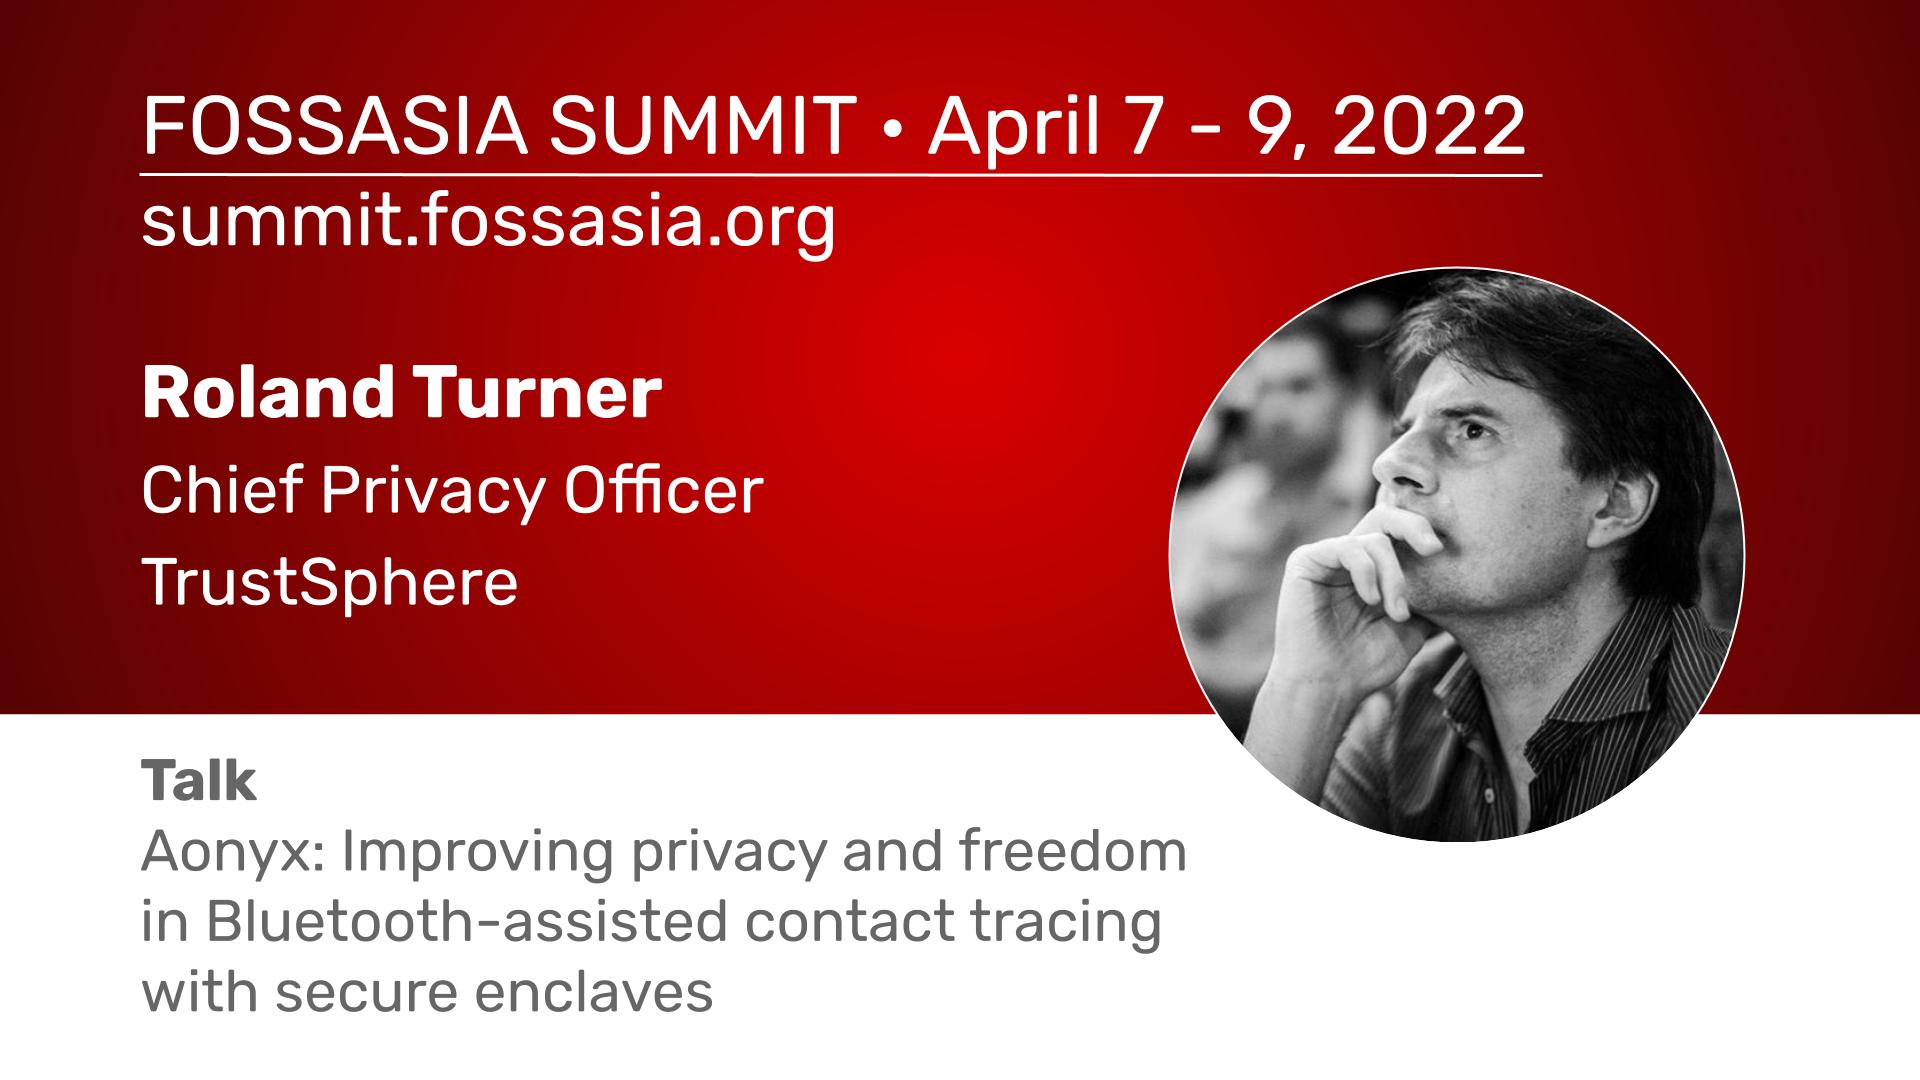 FOSSASIA SUMMIT • April 7 - 9, 2022
summit.fossasia.org
Roland Turner
Chief Privacy Officer
TrustSphere
Talk
Aonyx: Improving privacy and freedom
in Bluetooth-assisted contact tracing
with secure enclaves